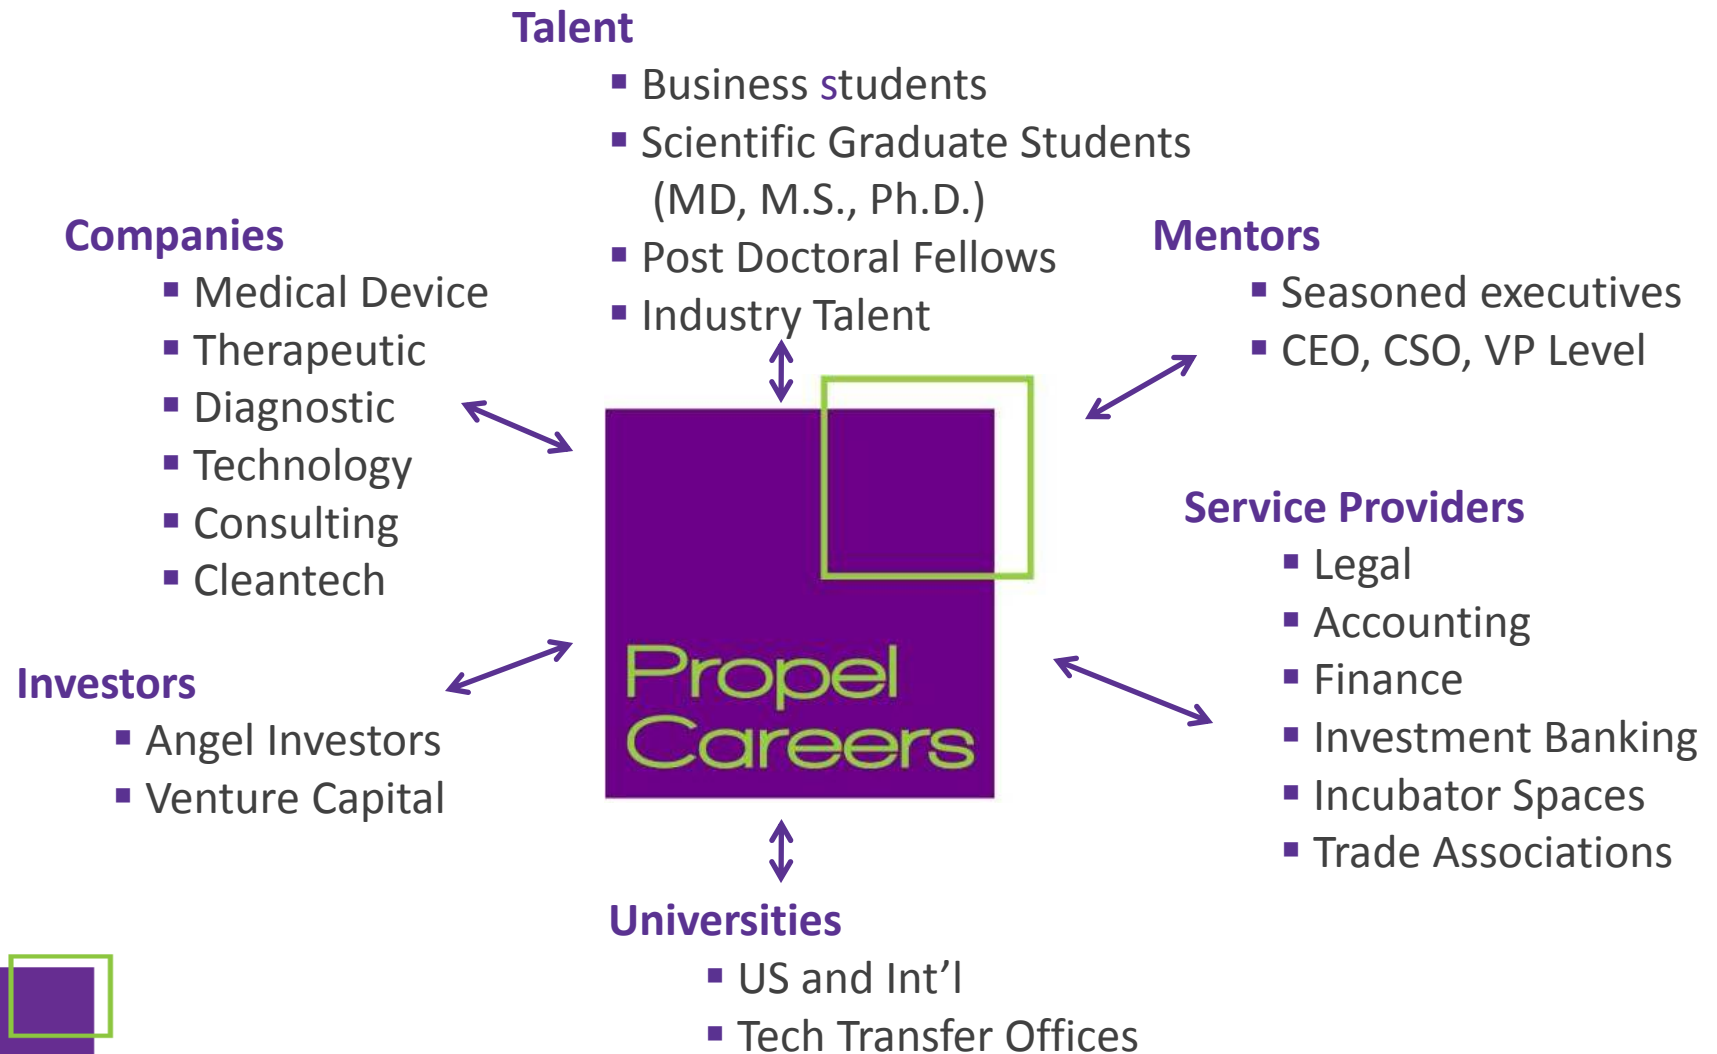 Talent
▪ Business students
▪ Scientific Graduate Students
(MD, M.S., Ph.D.)
▪ Post Doctoral Fellows
▪ Industry Talent
Companies
▪ Medical Device
▪ Therapeutic
▪ Diagnostic
▪ Technology
▪ Consulting
▪ Cleantech
Mentors
▪ Seasoned executives
▪ CEO, CSO, VP Level
Service Providers
▪ Legal
▪ Accounting
▪ Finance
▪ Investment Banking
▪ Incubator Spaces
▪ Trade Associations
Investors
▪ Angel Investors
▪ Venture Capital
Propel
Careers
Universities
▪ US and Int’l
▪ Tech Transfer Offices